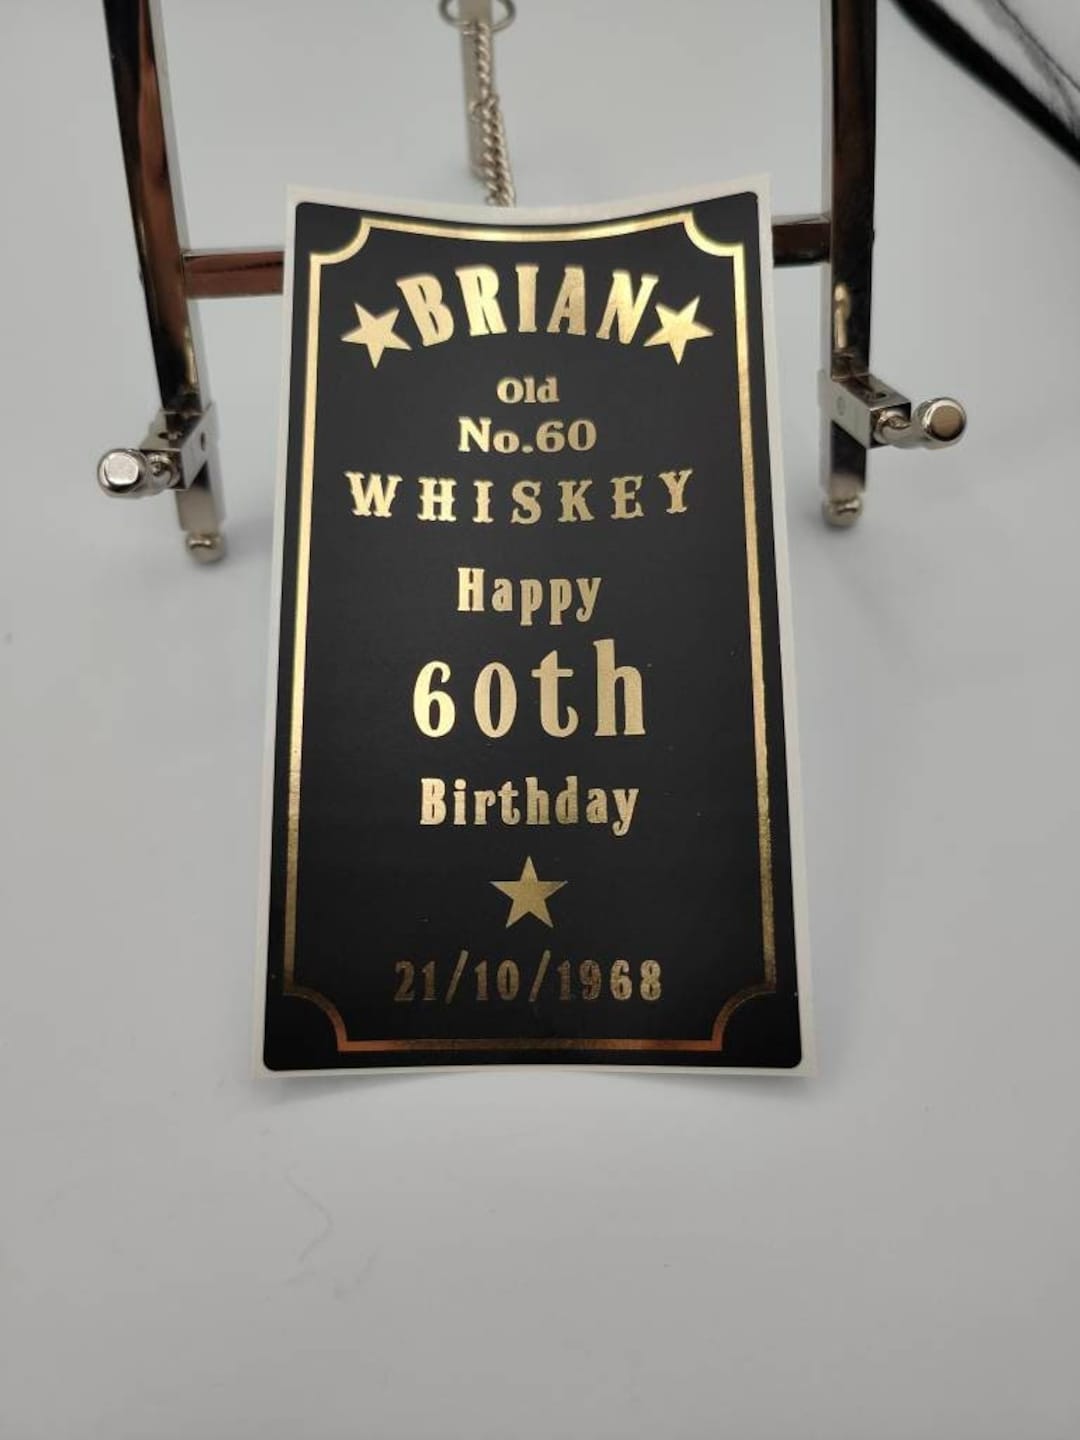 BRIAN
Old
No.60
WHISKEY
Happy
60th
Birthday
21/10/1968